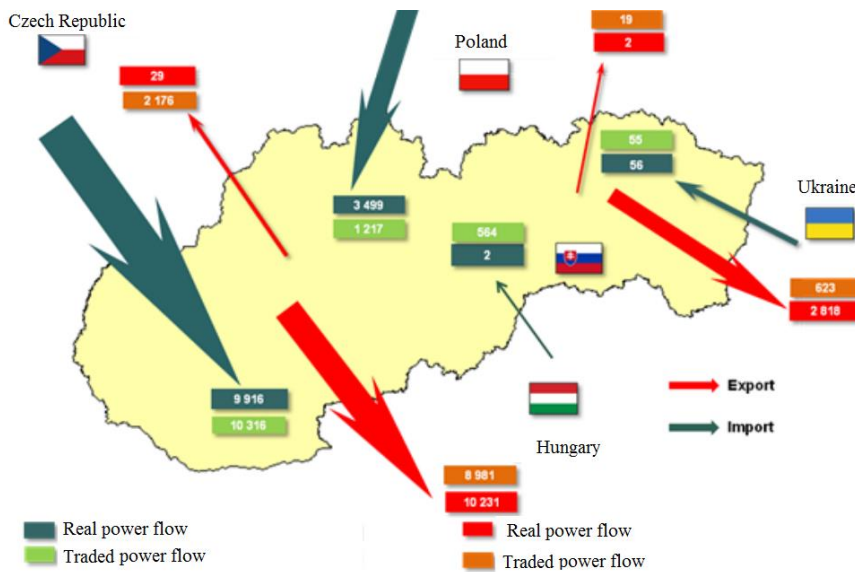 Czech Republic
29
2 176
Poland
19
2
55
56
Ukraine
3 499
1 217
564
2
623
2 818
9 916
10 316
Export
Import
Hungary
8 981
10 231
Real power flow
Traded power flow
Real power flow
Traded power flow